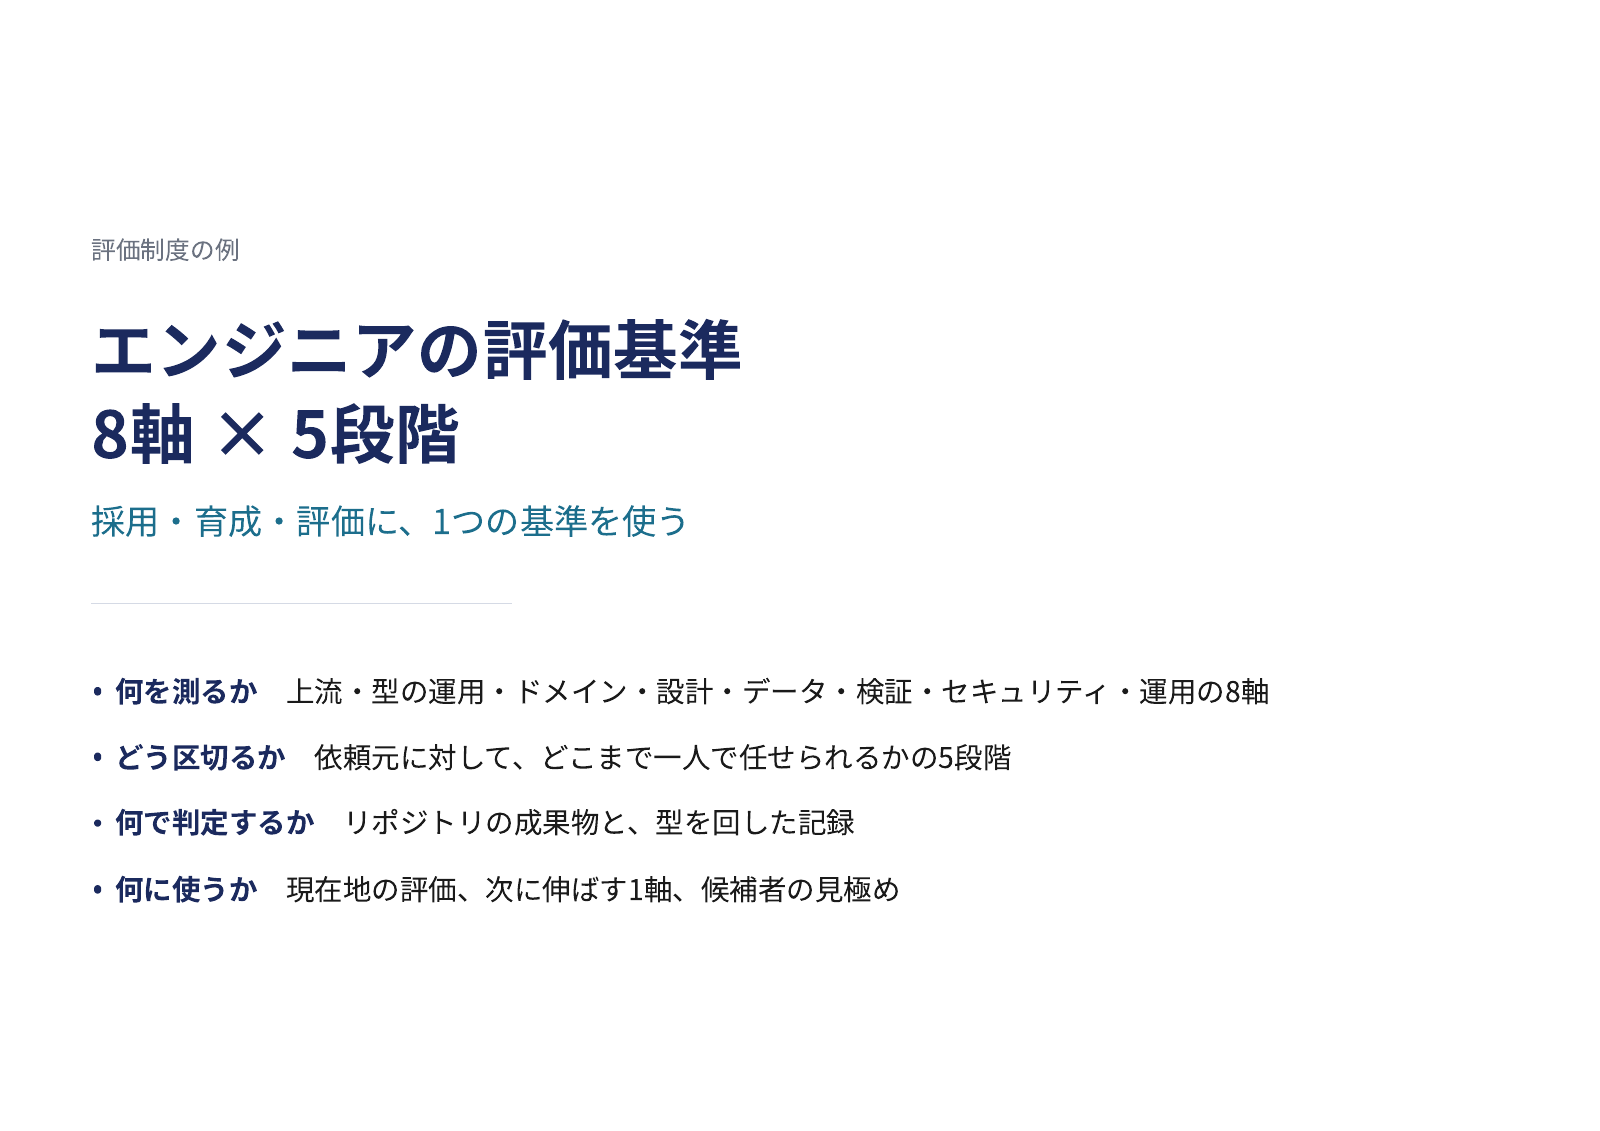 評価制度の例
エンジニアの評価基準
8軸 × 5段階
採用・育成・評価に、1つの基準を使う
• 何を測るか　上流・型の運用・ドメイン・設計・データ・検証・セキュリティ・運用の8軸
• どう区切るか　依頼元に対して、どこまで一人で任せられるかの5段階
• 何で判定するか　リポジトリの成果物と、型を回した記録
• 何に使うか　現在地の評価、次に伸ばす1軸、候補者の見極め